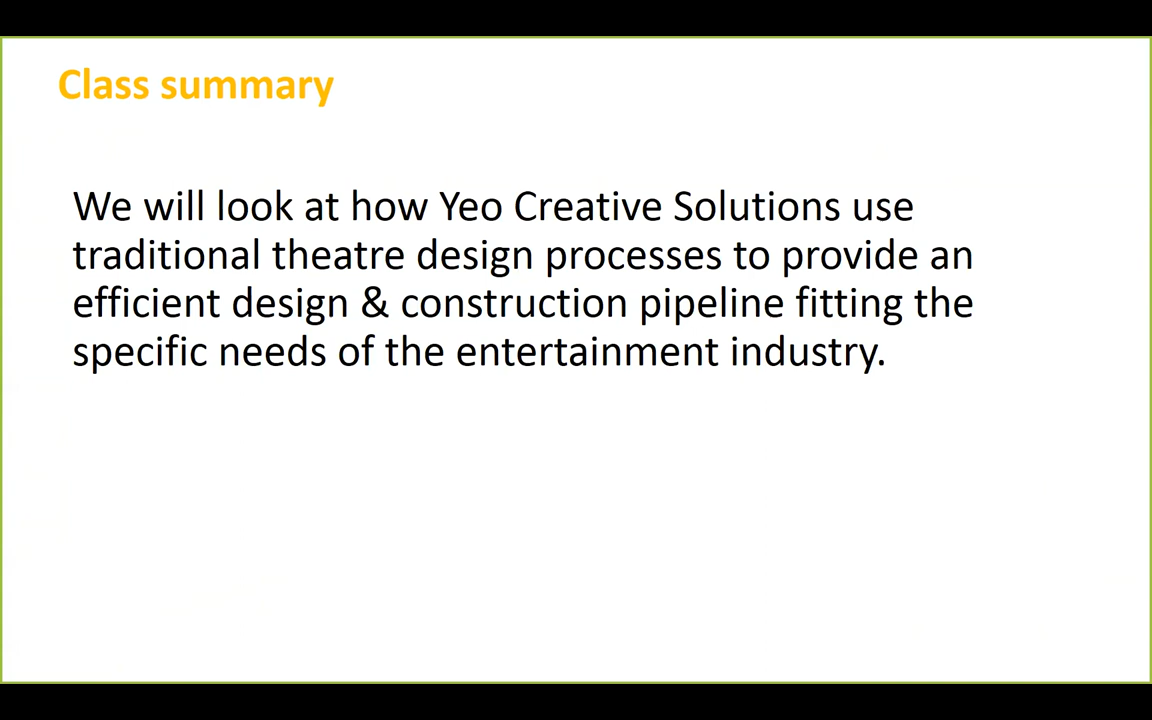 Class summary
We will look at how Yeo Creative Solutions use
traditional theatre design processes to provide an
efficient design & construction pipeline fitting the
specific needs of the entertainment industry.